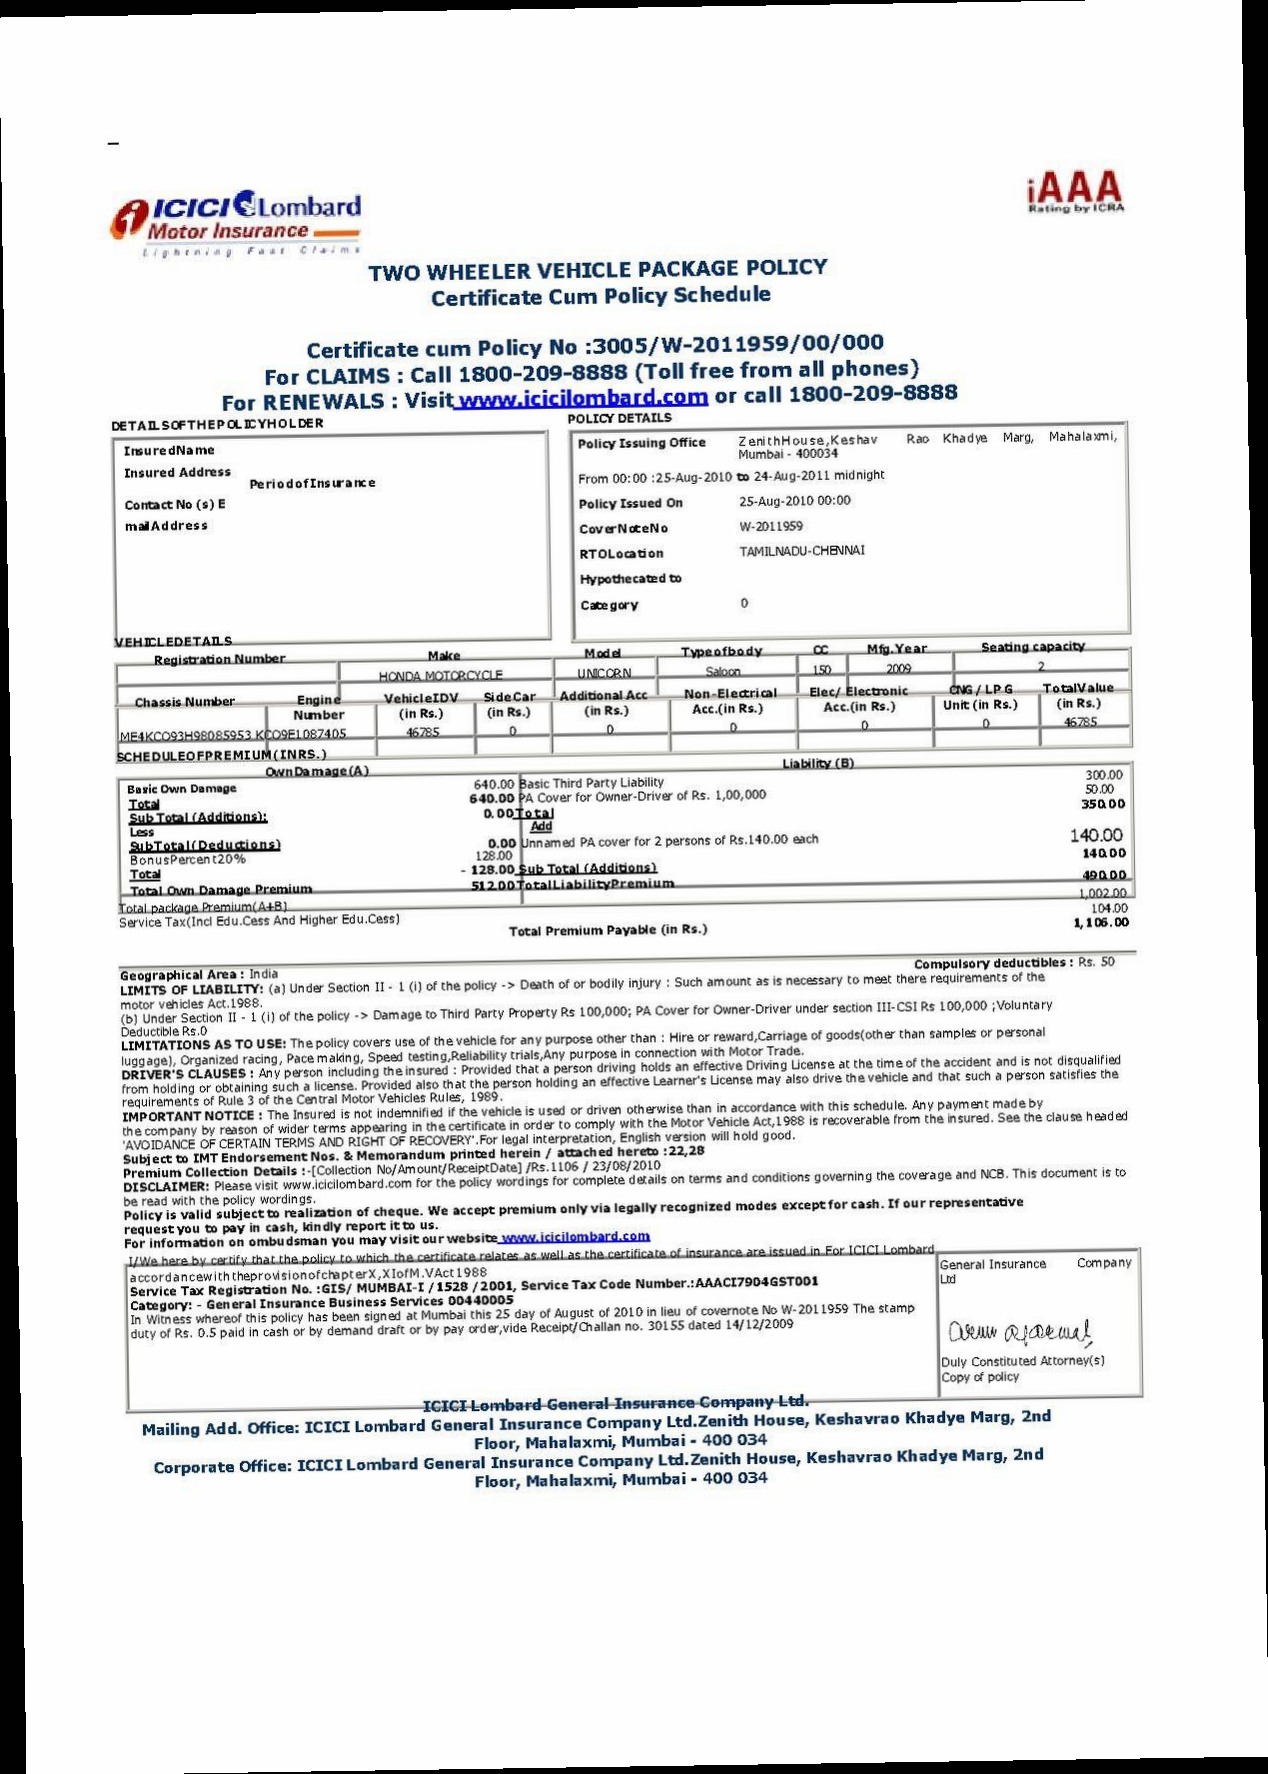 ICICI Lombard
Motor Insurance
Lightning Fast Claims
iAAA
Rating by ICRA
TWO WHEELER VEHICLE PACKAGE POLICY
Certificate Cum Policy Schedule
Certificate cum Policy No :3005/W-2011959/00/000
For CLAIMS : Call 1800-209-8888 (Toll free from all phones)
For RENEWALS : Visit www.icicilombard.com or call 1800-209-8888
DETAILSOFTHEPOLICYHOLDER
InsuredName
Insured Address
PeriodofInsurance
Contact No (s) E
mailAddress
POLICY DETAILS
Policy Issuing Office ZenithHouse,Keshav Rao Khadye Marg, Mahalaxmi,
Mumbai - 400034
From 00:00 :25-Aug-2010 to 24-Aug-2011 midnight
Policy Issued On 25-Aug-2010 00:00
CoverNoteNo W-2011959
RTOLocation TAMILNADU-CHENNAI
Hypothecated to
Category 0
VEHICLEDETAILS
Registration Number Make Model Typeofbody CC Mfg.Year Seating capacity
HONDA MOTORCYCLE UNICORN Saloon 150 2009 2
Chassis Number Engine VehicleIDV SideCar Additional Acc Non-Electrical Elec/ Electronic CNG / LPG TotalValue
Number (in Rs.) (in Rs.) (in Rs.) Acc.(in Rs.) Acc.(in Rs.) Unit (in Rs.) (in Rs.)
ME4KC093H98085953 KC09E1087405 46785 0 0 0 0 0 46785
SCHEDULEOFPREMIUM(INRS.)
OwnDamage(A) Liability (B)
Basic Own Damage 640.00 Basic Third Party Liability 300.00
Total 640.00 PA Cover for Owner-Driver of Rs. 1,00,000 50.00
Sub Total (Additions): 0.00 Total 350.00
Less Add
SubTotal(Deductions) 0.00 Unnamed PA cover for 2 persons of Rs.140.00 each 140.00
BonusPercent20% 128.00
Total - 128.00 Sub Total (Additions) 140.00
Total Own Damage Premium 512.00 TotalLiabilityPremium 490.00
Total package Premium(A+B) 1,002.00
Service Tax(Incl Edu.Cess And Higher Edu.Cess) 104.00
Total Premium Payable (in Rs.) 1,106.00
Geographical Area : India Compulsory deductibles : Rs. 50
LIMITS OF LIABILITY: (a) Under Section II - 1 (i) of the policy -> Death of or bodily injury : Such amount as is necessary to meet there requirements of the
motor vehicles Act.1988.
(b) Under Section II - 1 (i) of the policy -> Damage to Third Party Property Rs 100,000; PA Cover for Owner-Driver under section III-CSI Rs 100,000 ;Voluntary
Deductible Rs.0
LIMITATIONS AS TO USE: The policy covers use of the vehicle for any purpose other than : Hire or reward,Carriage of goods(other than samples or personal
luggage), Organized racing, Pace making, Speed testing,Reliability trials,Any purpose in connection with Motor Trade.
DRIVER'S CLAUSES : Any person including the insured : Provided that a person driving holds an effective Driving License at the time of the accident and is not disqualified
from holding or obtaining such a license. Provided also that the person holding an effective Learner's License may also drive the vehicle and that such a person satisfies the
requirements of Rule 3 of the Central Motor Vehicles Rules, 1989.
IMPORTANT NOTICE : The Insured is not indemnified if the vehicle is used or driven otherwise than in accordance with this schedule. Any payment made by
the company by reason of wider terms appearing in the certificate in order to comply with the Motor Vehicle Act,1988 is recoverable from the insured. See the clause headed
'AVOIDANCE OF CERTAIN TERMS AND RIGHT OF RECOVERY'.For legal interpretation, English version will hold good.
Subject to IMT Endorsement Nos. & Memorandum printed herein / attached hereto :22,28
Premium Collection Details :-[Collection No/Amount/ReceiptDate] /Rs.1106 / 23/08/2010
DISCLAIMER: Please visit www.icicilombard.com for the policy wordings for complete details on terms and conditions governing the coverage and NCB. This document is to
be read with the policy wordings.
Policy is valid subject to realization of cheque. We accept premium only via legally recognized modes except for cash. If our representative
request you to pay in cash, kindly report it to us.
For information on ombudsman you may visit our website www.icicilombard.com
I/We here by certify that the policy to which the certificate relates as well as the certificate of insurance are issued in For ICICI Lombard
accordancewiththeprovisionofchapterX,XIofM.VAct1988
Service Tax Registration No. :GIS/ MUMBAI-I /1528 /2001, Service Tax Code Number.:AAACI7904GST001
Category: - General Insurance Business Services 00440005
In Witness whereof this policy has been signed at Mumbai this 25 day of August of 2010 in lieu of covernote No W-2011959 The stamp
duty of Rs. 0.5 paid in cash or by demand draft or by pay order,vide Receipt/Challan no. 30155 dated 14/12/2009
General Insurance Company
Ltd
Duly Constituted Attorney(s)
Copy of policy
ICICI Lombard General Insurance Company Ltd.
Mailing Add. Office: ICICI Lombard General Insurance Company Ltd.Zenith House, Keshavrao Khadye Marg, 2nd
Floor, Mahalaxmi, Mumbai - 400 034
Corporate Office: ICICI Lombard General Insurance Company Ltd.Zenith House, Keshavrao Khadye Marg, 2nd
Floor, Mahalaxmi, Mumbai - 400 034